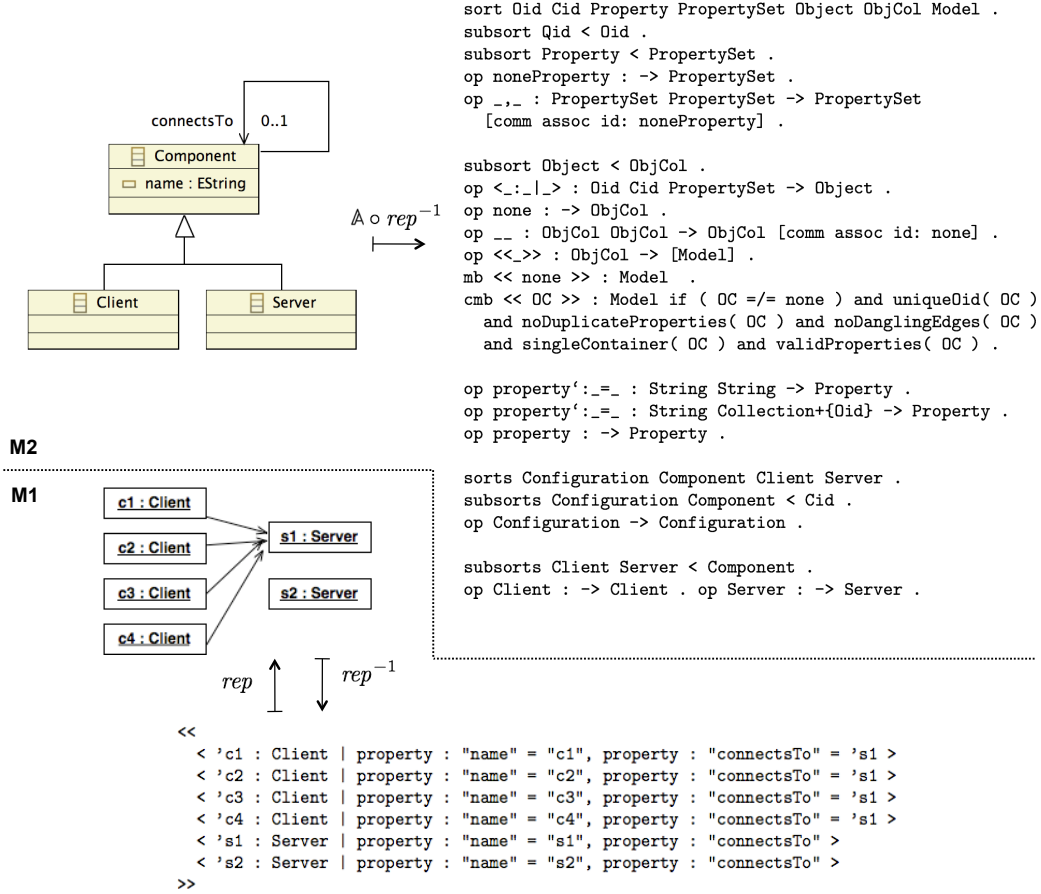 connectsTo
0..1
Component
name : EString
Client
Server
𝔸 ∘ rep⁻¹
sort Oid Cid Property PropertySet Object ObjCol Model .
subsort Qid < Oid .
subsort Property < PropertySet .
op noneProperty : -> PropertySet .
op _,_ : PropertySet PropertySet -> PropertySet
[comm assoc id: noneProperty] .
subsort Object < ObjCol .
op <_:_|_> : Oid Cid PropertySet -> Object .
op none : -> ObjCol .
op __ : ObjCol ObjCol -> ObjCol [comm assoc id: none] .
op <<_>> : ObjCol -> [Model] .
mb << none >> : Model .
cmb << OC >> : Model if ( OC =/= none ) and uniqueOid( OC )
and noDuplicateProperties( OC ) and noDanglingEdges( OC )
and singleContainer( OC ) and validProperties( OC ) .
op property‘:_=_ : String String -> Property .
op property‘:_=_ : String Collection+{Oid} -> Property .
op property : -> Property .
sorts Configuration Component Client Server .
subsorts Configuration Component < Cid .
op Configuration -> Configuration .
subsorts Client Server < Component .
op Client : -> Client . op Server : -> Server .
M2
M1
c1 : Client
c2 : Client
c3 : Client
c4 : Client
s1 : Server
s2 : Server
rep
rep⁻¹
<<
< ’c1 : Client | property : "name" = "c1", property : "connectsTo" = ’s1 >
< ’c2 : Client | property : "name" = "c2", property : "connectsTo" = ’s1 >
< ’c3 : Client | property : "name" = "c3", property : "connectsTo" = ’s1 >
< ’c4 : Client | property : "name" = "c4", property : "connectsTo" = ’s1 >
< ’s1 : Server | property : "name" = "s1", property : "connectsTo" >
< ’s2 : Server | property : "name" = "s2", property : "connectsTo" >
>>